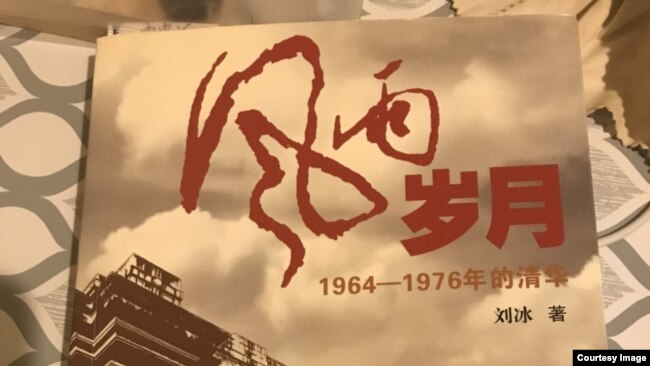 风雨
岁月
1964—1976年的清华
刘冰 著
Courtesy Image